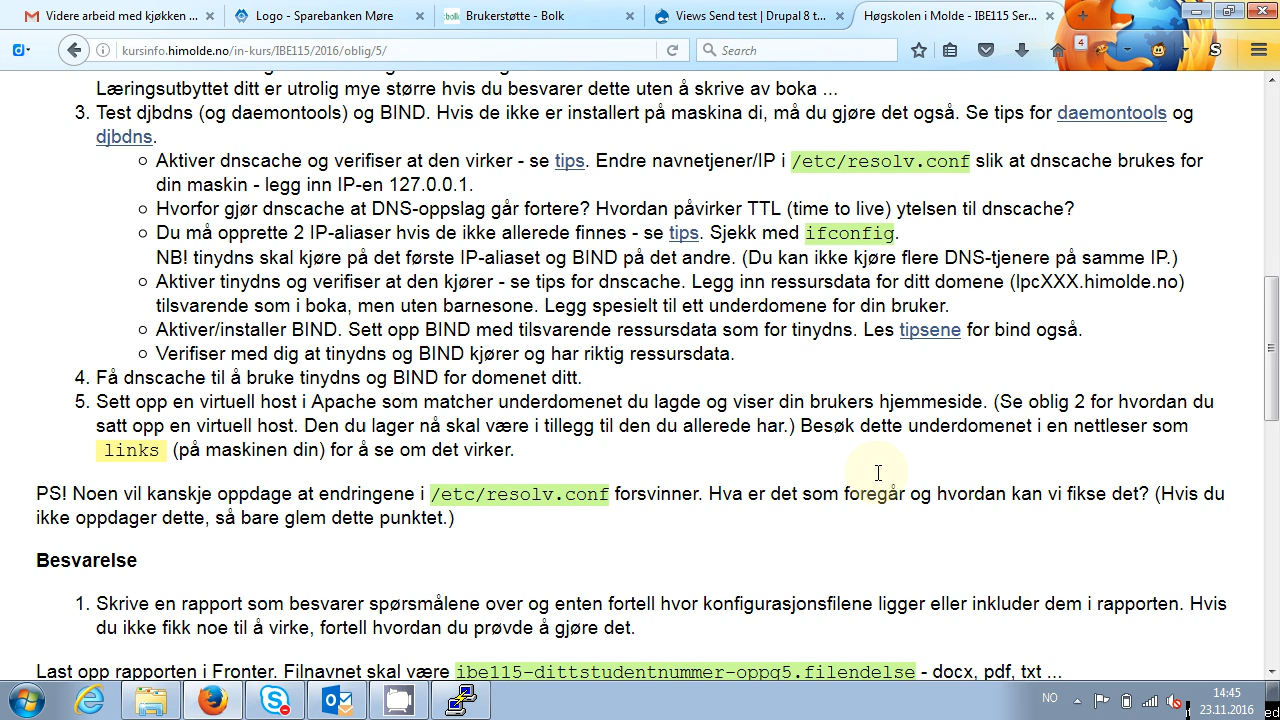 Videre arbeid med kjøkken ...
Logo - Sparebanken Møre
Brukerstøtte - Bolk
Views Send test | Drupal 8 t...
Høgskolen i Molde - IBE115 Ser...
kursinfo.himolde.no/in-kurs/IBE115/2016/oblig/5/
Search
4
Læringsutbyttet ditt er utrolig mye større hvis du besvarer dette uten å skrive av boka ...
3. Test djbdns (og daemontools) og BIND. Hvis de ikke er installert på maskina di, må du gjøre det også. Se tips for daemontools og
djbdns.
Aktiver dnscache og verifiser at den virker - se tips. Endre navnetjener/IP i /etc/resolv.conf slik at dnscache brukes for
din maskin - legg inn IP-en 127.0.0.1.
Hvorfor gjør dnscache at DNS-oppslag går fortere? Hvordan påvirker TTL (time to live) ytelsen til dnscache?
Du må opprette 2 IP-aliaser hvis de ikke allerede finnes - se tips. Sjekk med ifconfig.
NB! tinydns skal kjøre på det første IP-aliaset og BIND på det andre. (Du kan ikke kjøre flere DNS-tjenere på samme IP.)
Aktiver tinydns og verifiser at den kjører - se tips for dnscache. Legg inn ressursdata for ditt domene (lpcXXX.himolde.no)
tilsvarende som i boka, men uten barnesone. Legg spesielt til ett underdomene for din bruker.
Aktiver/installer BIND. Sett opp BIND med tilsvarende ressursdata som for tinydns. Les tipsene for bind også.
Verifiser med dig at tinydns og BIND kjører og har riktig ressursdata.
4. Få dnscache til å bruke tinydns og BIND for domenet ditt.
5. Sett opp en virtuell host i Apache som matcher underdomenet du lagde og viser din brukers hjemmeside. (Se oblig 2 for hvordan du
satt opp en virtuell host. Den du lager nå skal være i tillegg til den du allerede har.) Besøk dette underdomenet i en nettleser som
links (på maskinen din) for å se om det virker.
PS! Noen vil kanskje oppdage at endringene i /etc/resolv.conf forsvinner. Hva er det som foregår og hvordan kan vi fikse det? (Hvis du
ikke oppdager dette, så bare glem dette punktet.)
Besvarelse
1. Skrive en rapport som besvarer spørsmålene over og enten fortell hvor konfigurasjonsfilene ligger eller inkluder dem i rapporten. Hvis
du ikke fikk noe til å virke, fortell hvordan du prøvde å gjøre det.
Last opp rapporten i Fronter. Filnavnet skal være ibe115-dittstudentnummer-oppg5.filendelse - docx, pdf, txt ...
NO
14:45
23.11.2016